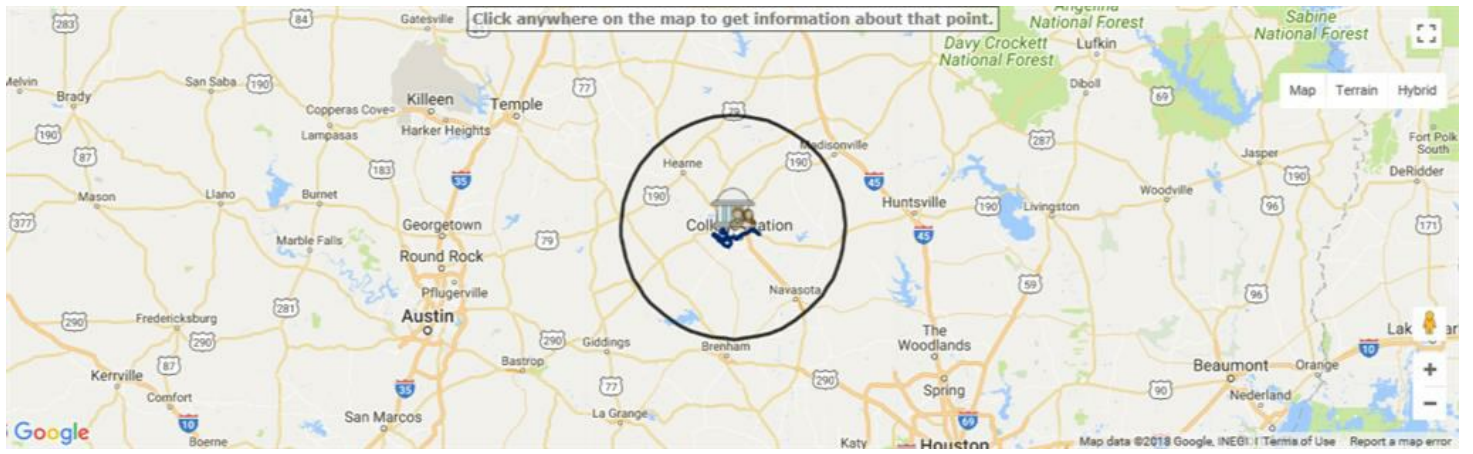 Click anywhere on the map to get information about that point.
283
84
Gatesville
Angelina
National Forest
Sabine
National Forest
Davy Crockett
National Forest
Lufkin
Melvin
San Saba
190
77
Diboll
69
Map
Terrain
Hybrid
Brady
Copperas Cove
Killeen
Temple
Harker Heights
Lampasas
79
190
87
183
35
Hearne
190
Madisonville
45
287
Jasper
190
Fort Polk
South
DeRidder
Mason
Llano
Burnet
190
Huntsville
190
Livingston
Woodville
96
377
Georgetown
Marble Falls
Round Rock
79
College Station
45
171
Pflugerville
59
96
281
Navasota
290
Fredericksburg
290
Austin
290
Giddings
Brenham
The
Woodlands
87
Bastrop
10
Beaumont
Orange
Kerrville
35
77
290
Spring
90
Nederland
Comfort
10
San Marcos
La Grange
69
Google
Boerne
Katy
Houston
Map data ©2018 Google, INEGI
Terms of Use
Report a map error